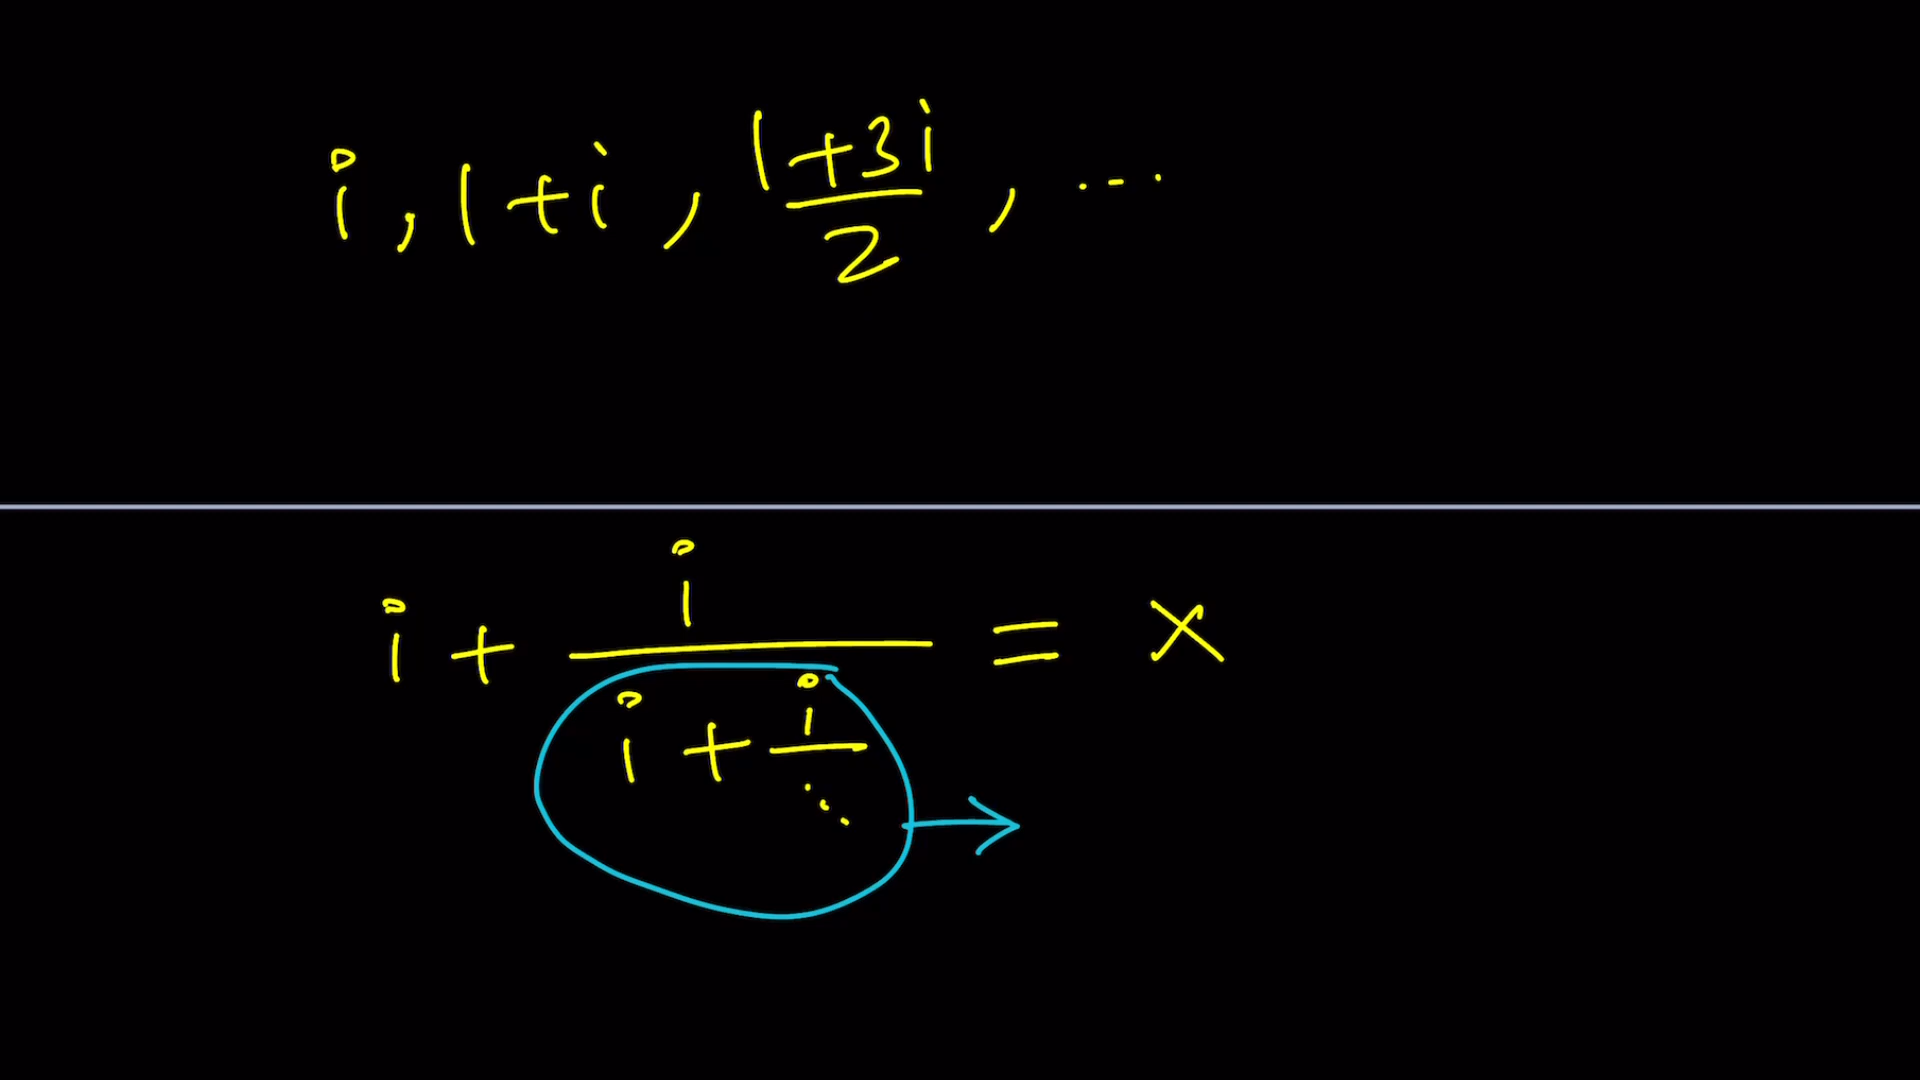 i, 1+i, (1+3i)/2, ...
i + i/(i + i/⋱) = x